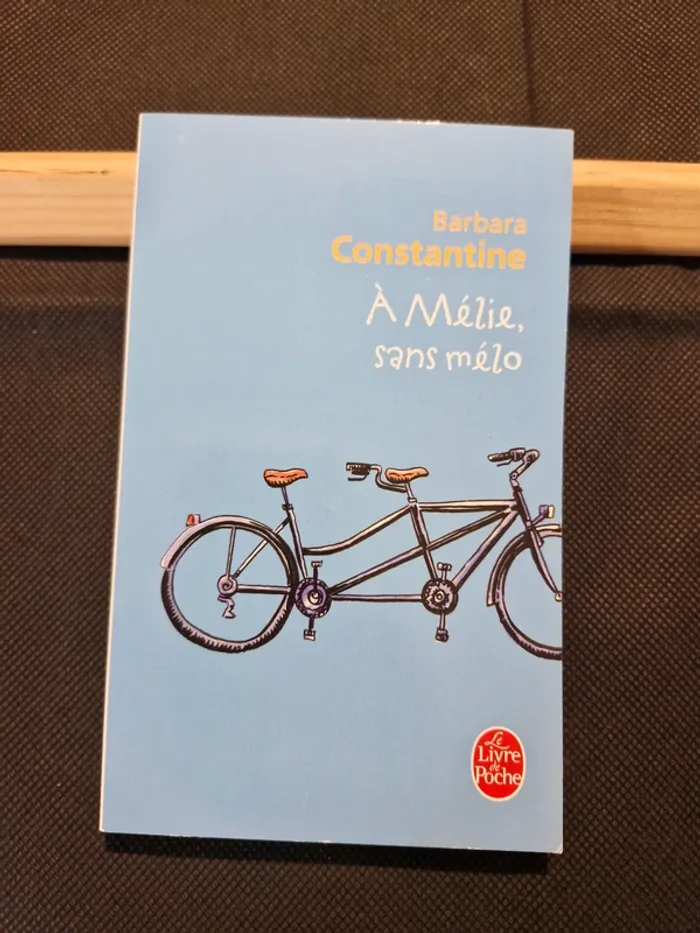 Barbara
Constantine
À Mélie,
sans mélo
Le
Livre
de
Poche